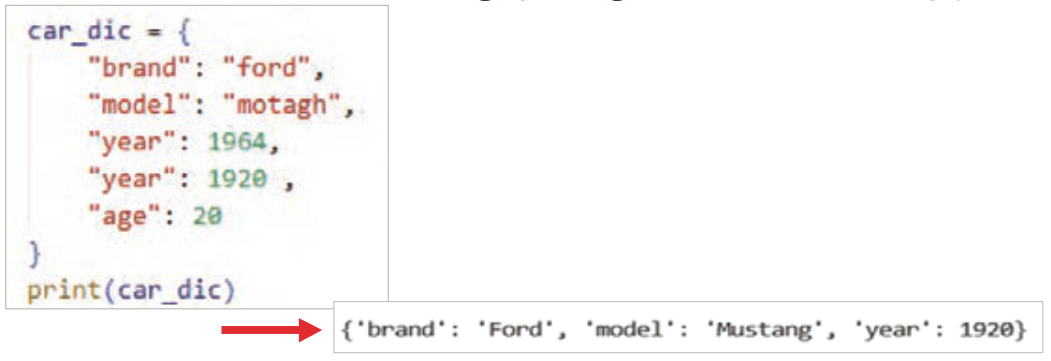 car_dic = {
    "brand": "ford",
    "model": "motagh",
    "year": 1964,
    "year": 1920 ,
    "age": 20
}
print(car_dic)
{'brand': 'Ford', 'model': 'Mustang', 'year': 1920}